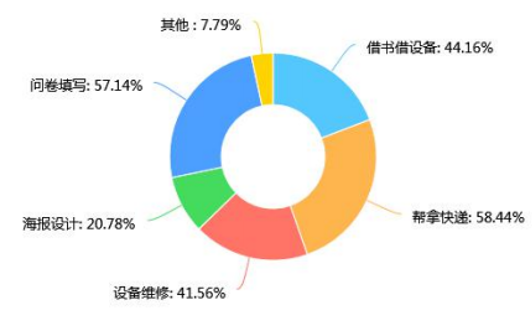 其他 : 7.79%
借书借设备: 44.16%
问卷填写: 57.14%
海报设计: 20.78%
帮拿快递: 58.44%
设备维修: 41.56%